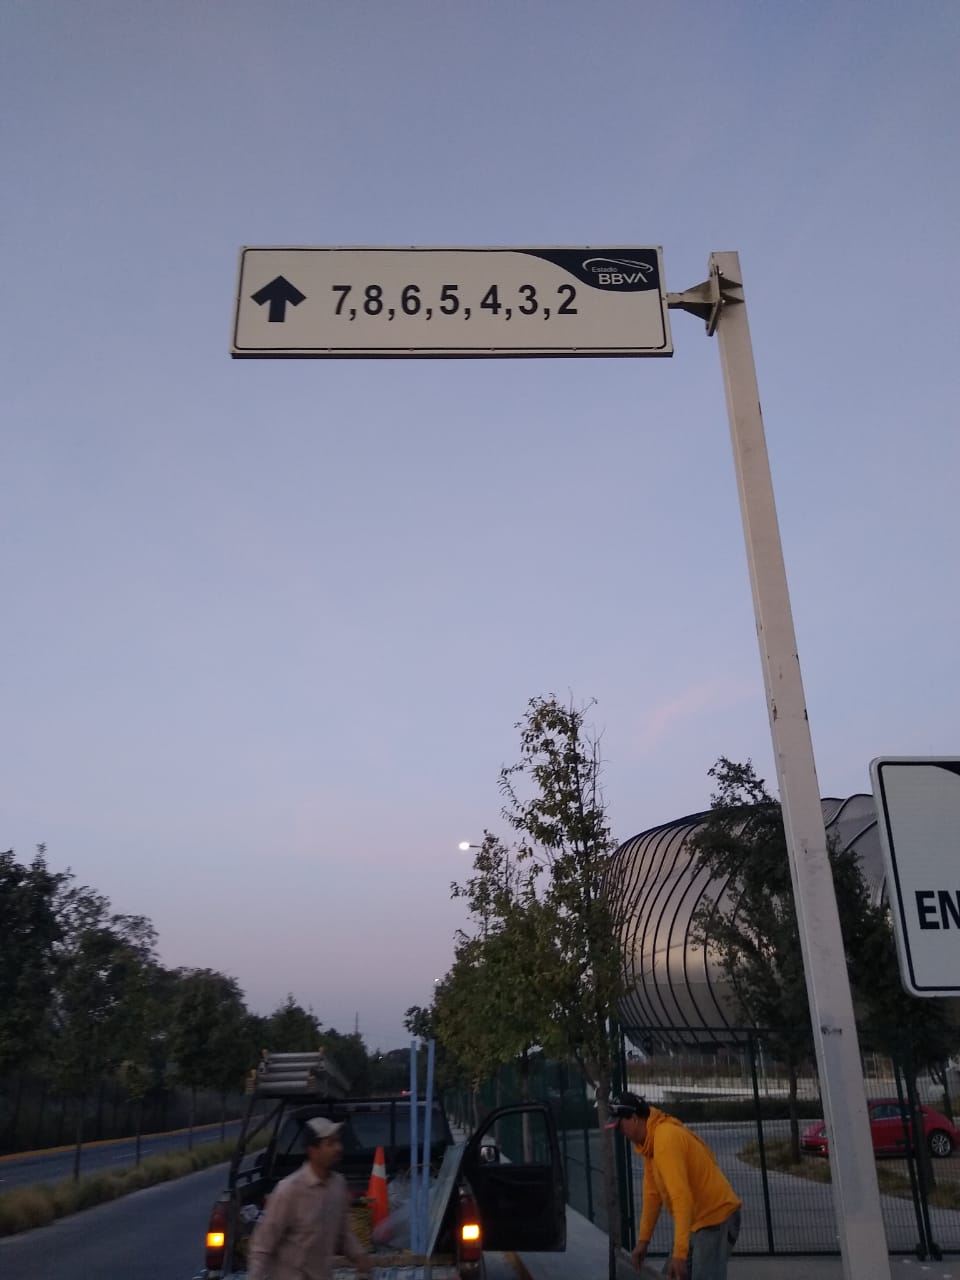 Estadio
BBVA
7,8,6,5,4,3,2
EN